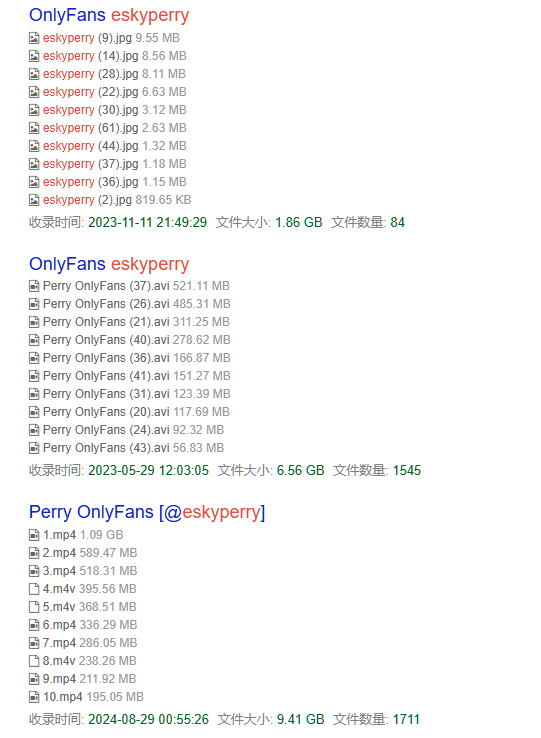 OnlyFans eskyperry
eskyperry (9).jpg 9.55 MB
eskyperry (14).jpg 8.56 MB
eskyperry (28).jpg 8.11 MB
eskyperry (22).jpg 6.63 MB
eskyperry (30).jpg 3.12 MB
eskyperry (61).jpg 2.63 MB
eskyperry (44).jpg 1.32 MB
eskyperry (37).jpg 1.18 MB
eskyperry (36).jpg 1.15 MB
eskyperry (2).jpg 819.65 KB
收录时间: 2023-11-11 21:49:29 文件大小: 1.86 GB 文件数量: 84
OnlyFans eskyperry
Perry OnlyFans (37).avi 521.11 MB
Perry OnlyFans (26).avi 485.31 MB
Perry OnlyFans (21).avi 311.25 MB
Perry OnlyFans (40).avi 278.62 MB
Perry OnlyFans (36).avi 166.87 MB
Perry OnlyFans (41).avi 151.27 MB
Perry OnlyFans (31).avi 123.39 MB
Perry OnlyFans (20).avi 117.69 MB
Perry OnlyFans (24).avi 92.32 MB
Perry OnlyFans (43).avi 56.83 MB
收录时间: 2023-05-29 12:03:05 文件大小: 6.56 GB 文件数量: 1545
Perry OnlyFans [@eskyperry]
1.mp4 1.09 GB
2.mp4 589.47 MB
3.mp4 518.31 MB
4.m4v 395.56 MB
5.m4v 368.51 MB
6.mp4 336.29 MB
7.mp4 286.05 MB
8.m4v 238.26 MB
9.mp4 211.92 MB
10.mp4 195.05 MB
收录时间: 2024-08-29 00:55:26 文件大小: 9.41 GB 文件数量: 1711